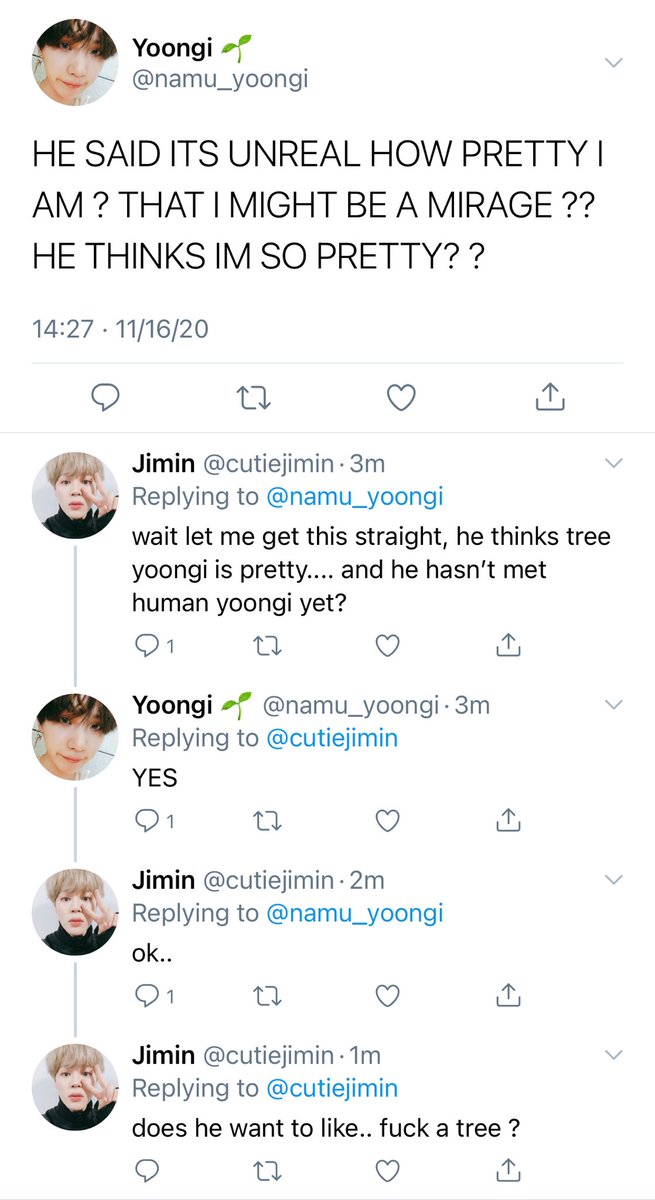 Yoongi 🌱
@namu_yoongi
HE SAID ITS UNREAL HOW PRETTY I
AM ? THAT I MIGHT BE A MIRAGE ??
HE THINKS IM SO PRETTY? ?
14:27 · 11/16/20
Jimin @cutiejimin · 3m
Replying to @namu_yoongi
wait let me get this straight, he thinks tree
yoongi is pretty.... and he hasn’t met
human yoongi yet?
1
Yoongi 🌱 @namu_yoongi · 3m
Replying to @cutiejimin
YES
1
Jimin @cutiejimin · 2m
Replying to @namu_yoongi
ok..
1
Jimin @cutiejimin · 1m
Replying to @cutiejimin
does he want to like.. fuck a tree ?